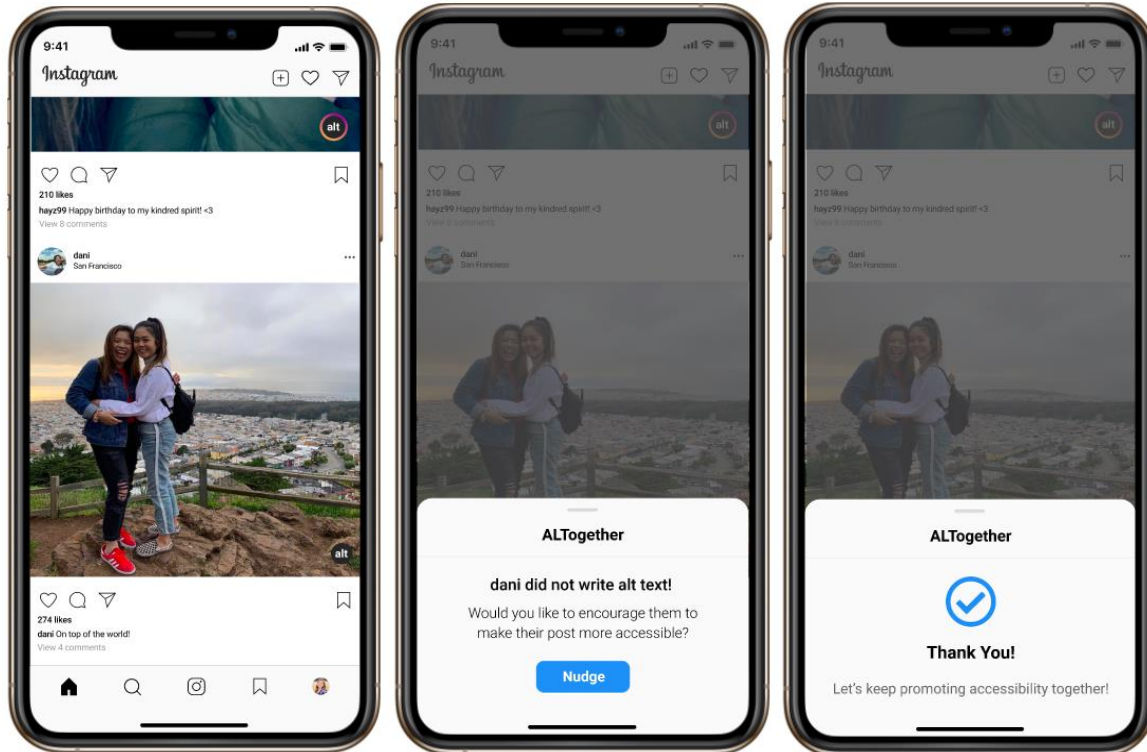 9:41
Instagram
alt
210 likes
hayz99 Happy birthday to my kindred spirit! <3
View 8 comments
dani
San Francisco
alt
274 likes
dani On top of the world!
View 4 comments
9:41
Instagram
alt
210 likes
hayz99 Happy birthday to my kindred spirit! <3
View 8 comments
dani
San Francisco
ALTogether
dani did not write alt text!
Would you like to encourage them to
make their post more accessible?
Nudge
9:41
Instagram
alt
210 likes
hayz99 Happy birthday to my kindred spirit! <3
View 8 comments
dani
San Francisco
ALTogether
Thank You!
Let's keep promoting accessibility together!